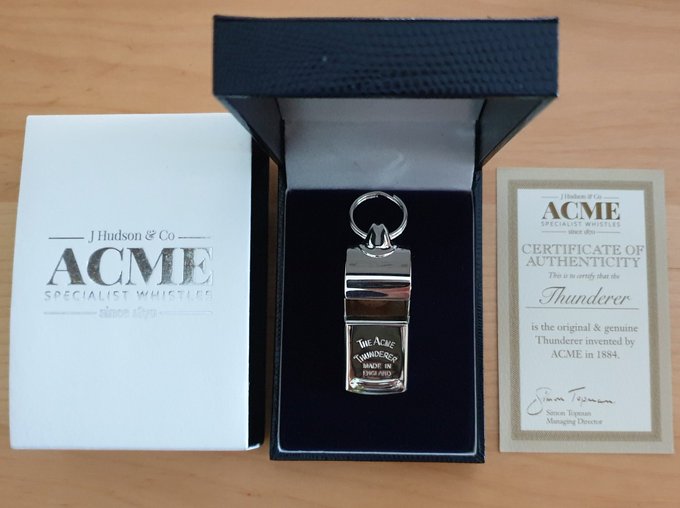 J Hudson & Co
ACME
SPECIALIST WHISTLES
since 1870
THE ACME
THUNDERER
MADE IN
ENGLAND
J Hudson & Co
ACME
SPECIALIST WHISTLES
since 1870
CERTIFICATE OF
AUTHENTICITY
This is to certify that the
Thunderer
is the original & genuine
Thunderer invented by
ACME in 1884.
Simon Topman
Simon Topman
Managing Director